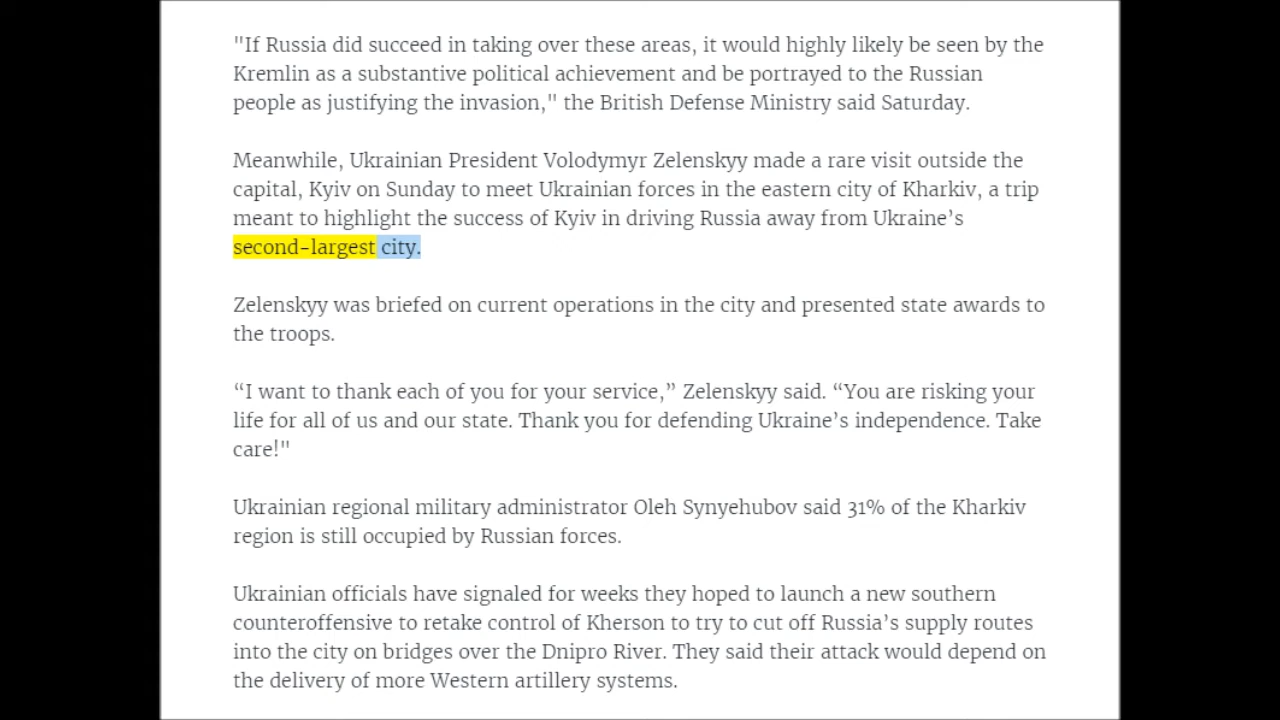 "If Russia did succeed in taking over these areas, it would highly likely be seen by the
Kremlin as a substantive political achievement and be portrayed to the Russian
people as justifying the invasion," the British Defense Ministry said Saturday.
Meanwhile, Ukrainian President Volodymyr Zelenskyy made a rare visit outside the
capital, Kyiv on Sunday to meet Ukrainian forces in the eastern city of Kharkiv, a trip
meant to highlight the success of Kyiv in driving Russia away from Ukraine’s
second-largest city.
Zelenskyy was briefed on current operations in the city and presented state awards to
the troops.
“I want to thank each of you for your service,” Zelenskyy said. “You are risking your
life for all of us and our state. Thank you for defending Ukraine’s independence. Take
care!"
Ukrainian regional military administrator Oleh Synyehubov said 31% of the Kharkiv
region is still occupied by Russian forces.
Ukrainian officials have signaled for weeks they hoped to launch a new southern
counteroffensive to retake control of Kherson to try to cut off Russia’s supply routes
into the city on bridges over the Dnipro River. They said their attack would depend on
the delivery of more Western artillery systems.